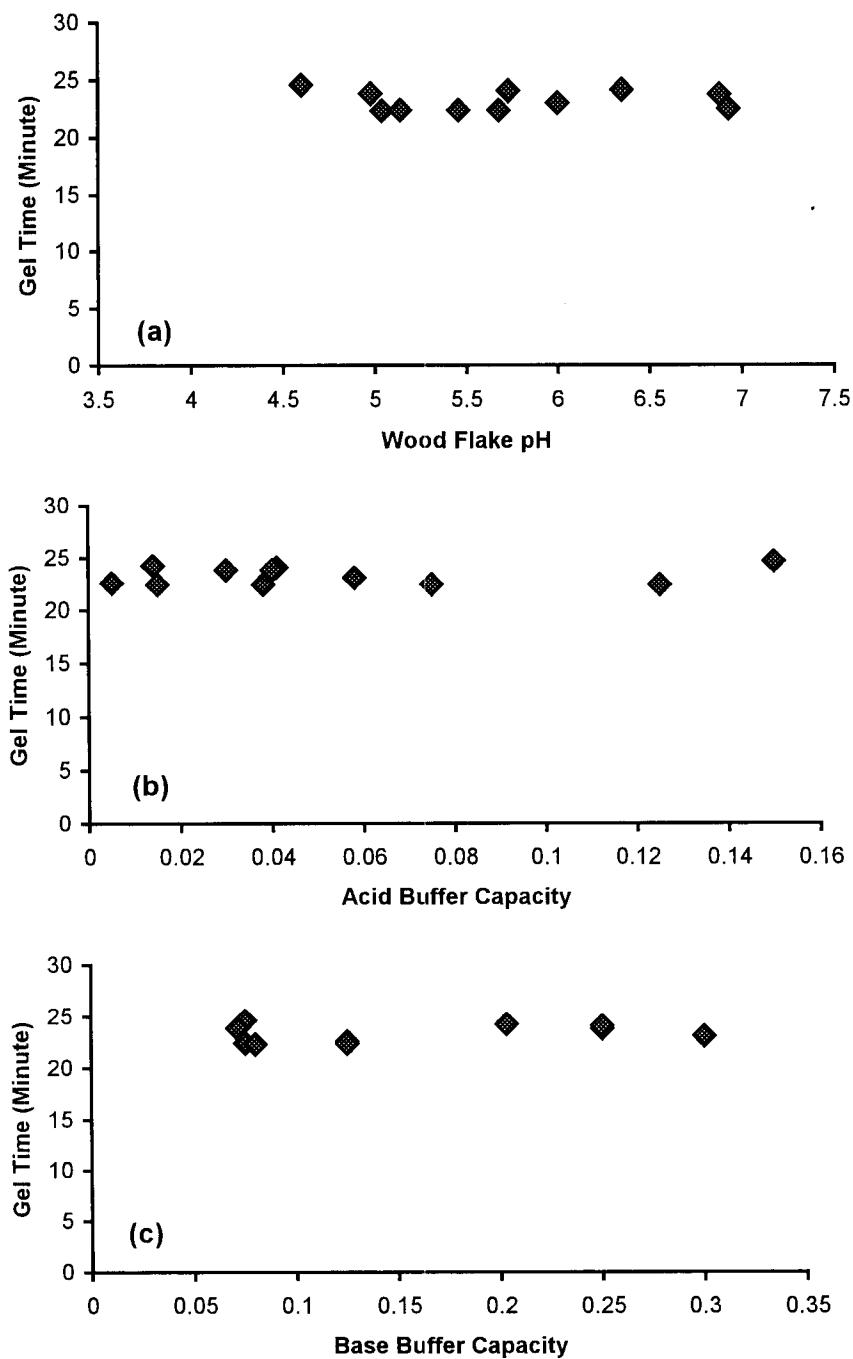 30
25
20
15
10
5
0
Gel Time (Minute)
(a)
3.5 4 4.5 5 5.5 6 6.5 7 7.5
Wood Flake pH
30
25
20
15
10
5
0
Gel Time (Minute)
(b)
0 0.02 0.04 0.06 0.08 0.1 0.12 0.14 0.16
Acid Buffer Capacity
30
25
20
15
10
5
0
Gel Time (Minute)
(c)
0 0.05 0.1 0.15 0.2 0.25 0.3 0.35
Base Buffer Capacity